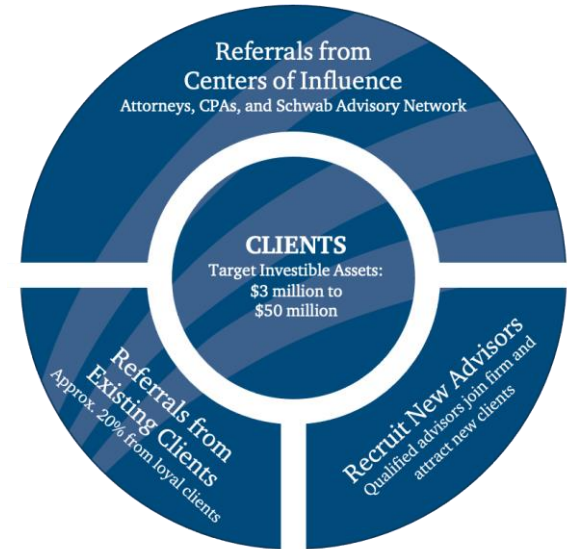 Referrals from
Centers of Influence
Attorneys, CPAs, and Schwab Advisory Network
CLIENTS
Target Investible Assets:
$3 million to
$50 million
Referrals from
Existing Clients
Approx. 20% from loyal clients
Recruit New Advisors
Qualified advisors join firm and
attract new clients